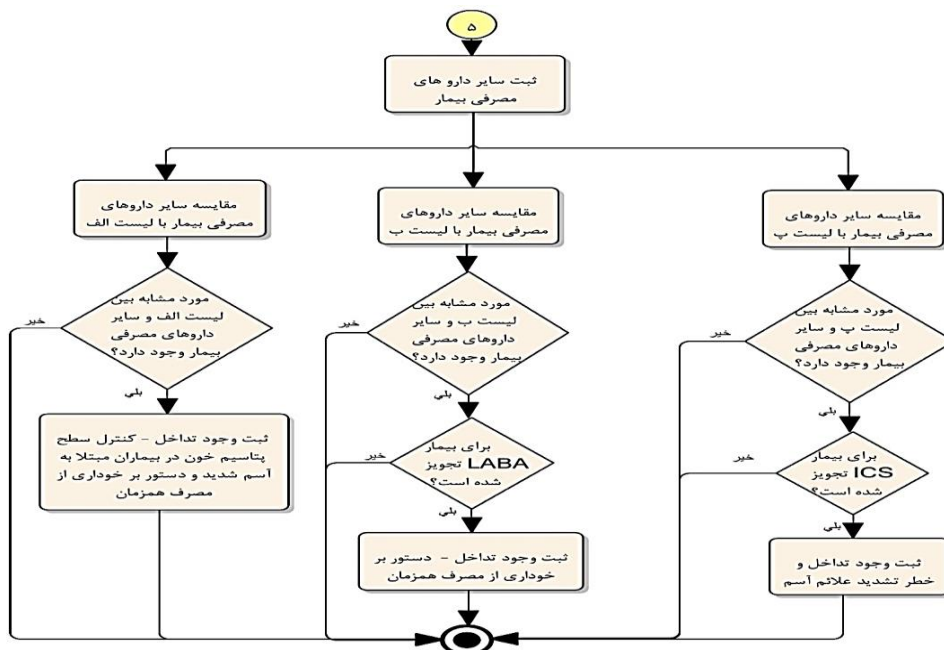 ۵
ثبت سایر دارو های
مصرفی بیمار
مقایسه سایر داروهای
مصرفی بیمار با لیست الف
مقایسه سایر داروهای
مصرفی بیمار با لیست ب
مقایسه سایر داروهای
مصرفی بیمار با لیست پ
مورد مشابه بین
لیست الف و سایر
داروهای مصرفی
بیمار وجود دارد؟
خیر
بلی
مورد مشابه بین
لیست ب و سایر
داروهای مصرفی
بیمار وجود دارد؟
خیر
بلی
مورد مشابه بین
لیست پ و سایر
داروهای مصرفی
بیمار وجود دارد؟
خیر
بلی
ثبت وجود تداخل - کنترل سطح
پتاسیم خون در بیماران مبتلا به
آسم شدید و دستور بر خوداری از
مصرف همزمان
برای بیمار
LABA تجویز
شده است؟
خیر
بلی
برای بیمار
ICS تجویز
شده است؟
خیر
بلی
ثبت وجود تداخل - دستور بر
خوداری از مصرف همزمان
ثبت وجود تداخل و
خطر تشدید علائم آسم